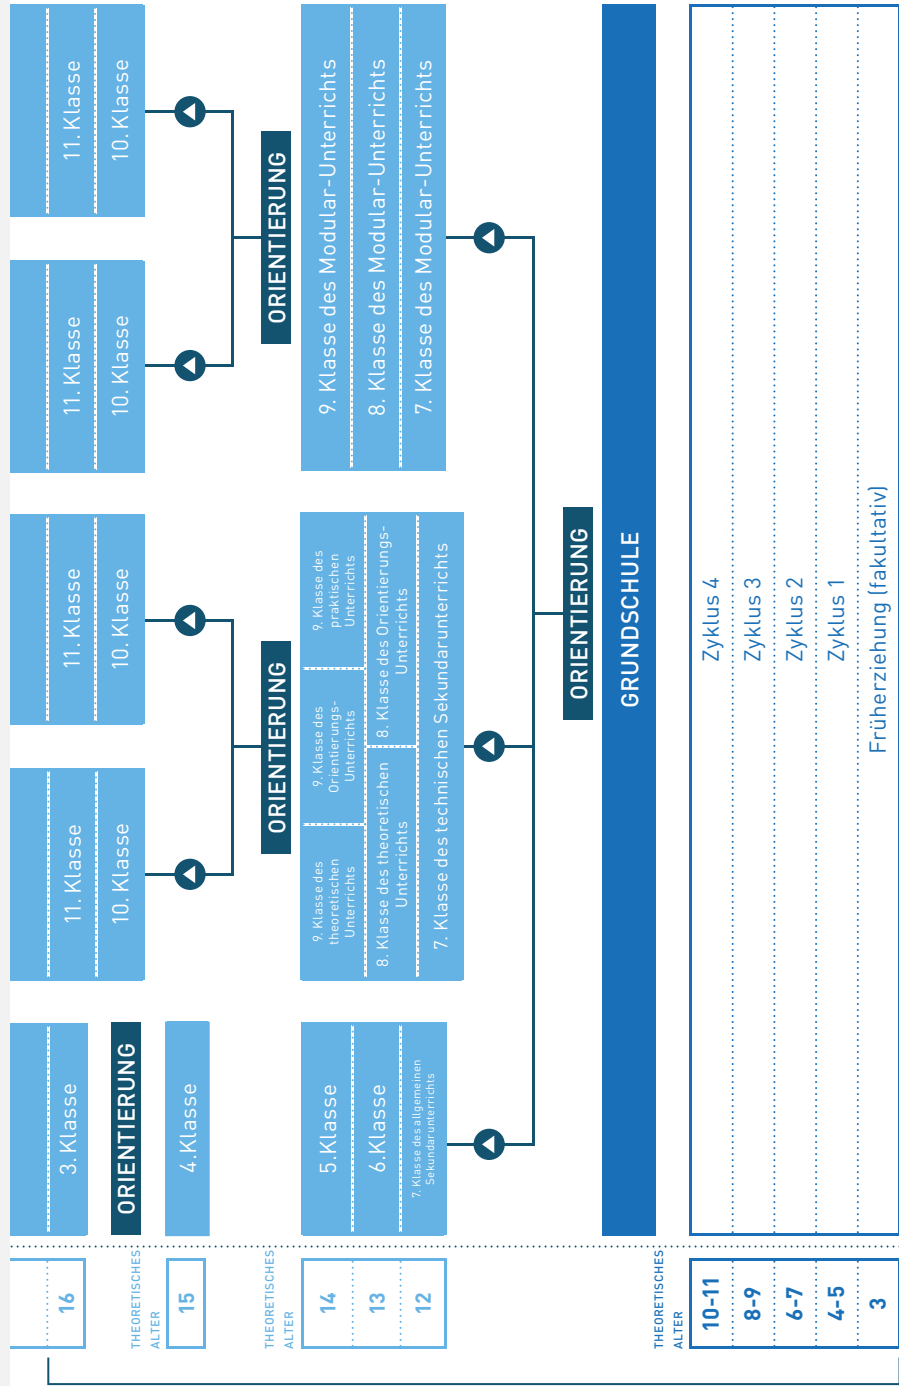 16
3. Klasse
11. Klasse
11. Klasse
11. Klasse
11. Klasse
THEORETISCHES
ALTER
ORIENTIERUNG
10. Klasse
10. Klasse
10. Klasse
10. Klasse
15
4.Klasse
THEORETISCHES
ALTER
ORIENTIERUNG
ORIENTIERUNG
14
13
12
5.Klasse
6.Klasse
7. Klasse des allgemeinen
Sekundarunterrichts
9. Klasse des
theoretischen
Unterrichts
9. Klasse des
Orientierungs-
Unterrichts
9. Klasse des
praktischen
Unterrichts
8. Klasse des theoretischen
Unterrichts
8. Klasse des Orientierungs-
Unterrichts
7. Klasse des technischen Sekundarunterrichts
9. Klasse des Modular-Unterrichts
8. Klasse des Modular-Unterrichts
7. Klasse des Modular-Unterrichts
ORIENTIERUNG
GRUNDSCHULE
THEORETISCHES
ALTER
10-11
Zyklus 4
8-9
Zyklus 3
6-7
Zyklus 2
4-5
Zyklus 1
3
Früherziehung (fakultativ)